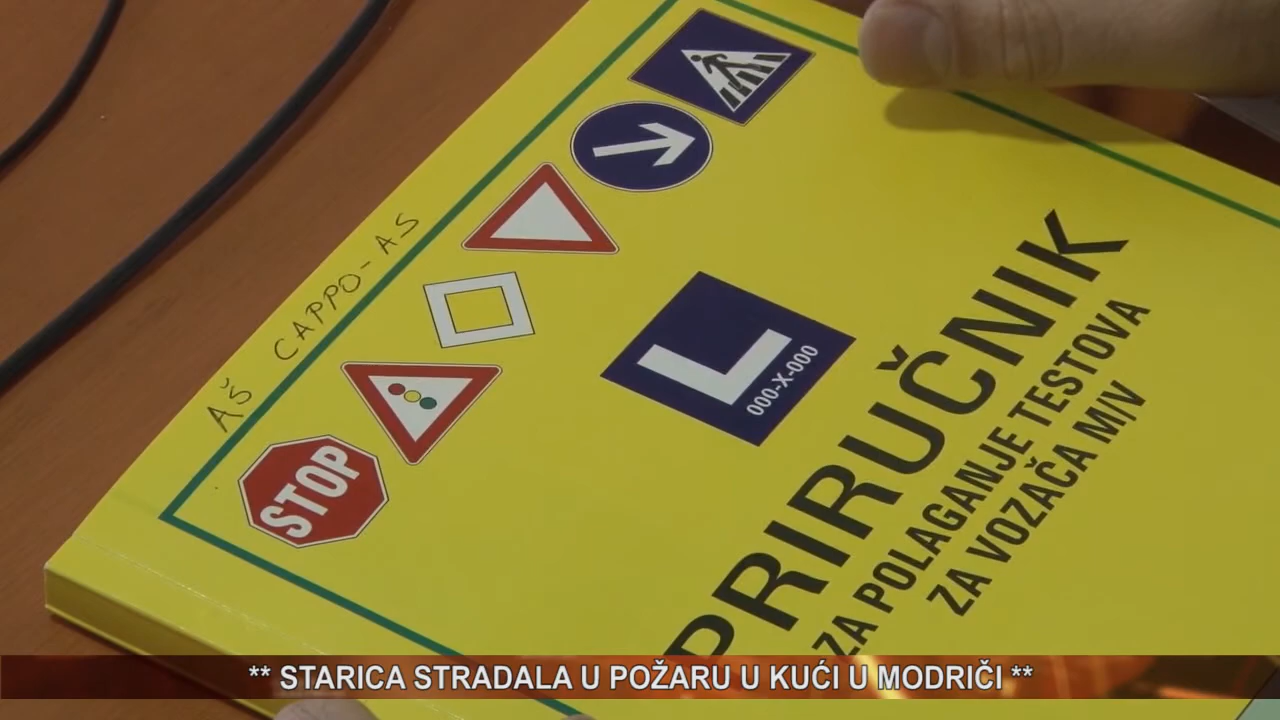 AŠ CAPPO-AS
STOP
L
000-X-000
PRIRUČNIK
ZA POLAGANJE TESTOVA
ZA VOZAČA M/V
** STARICA STRADALA U POŽARU U KUĆI U MODRIČI **